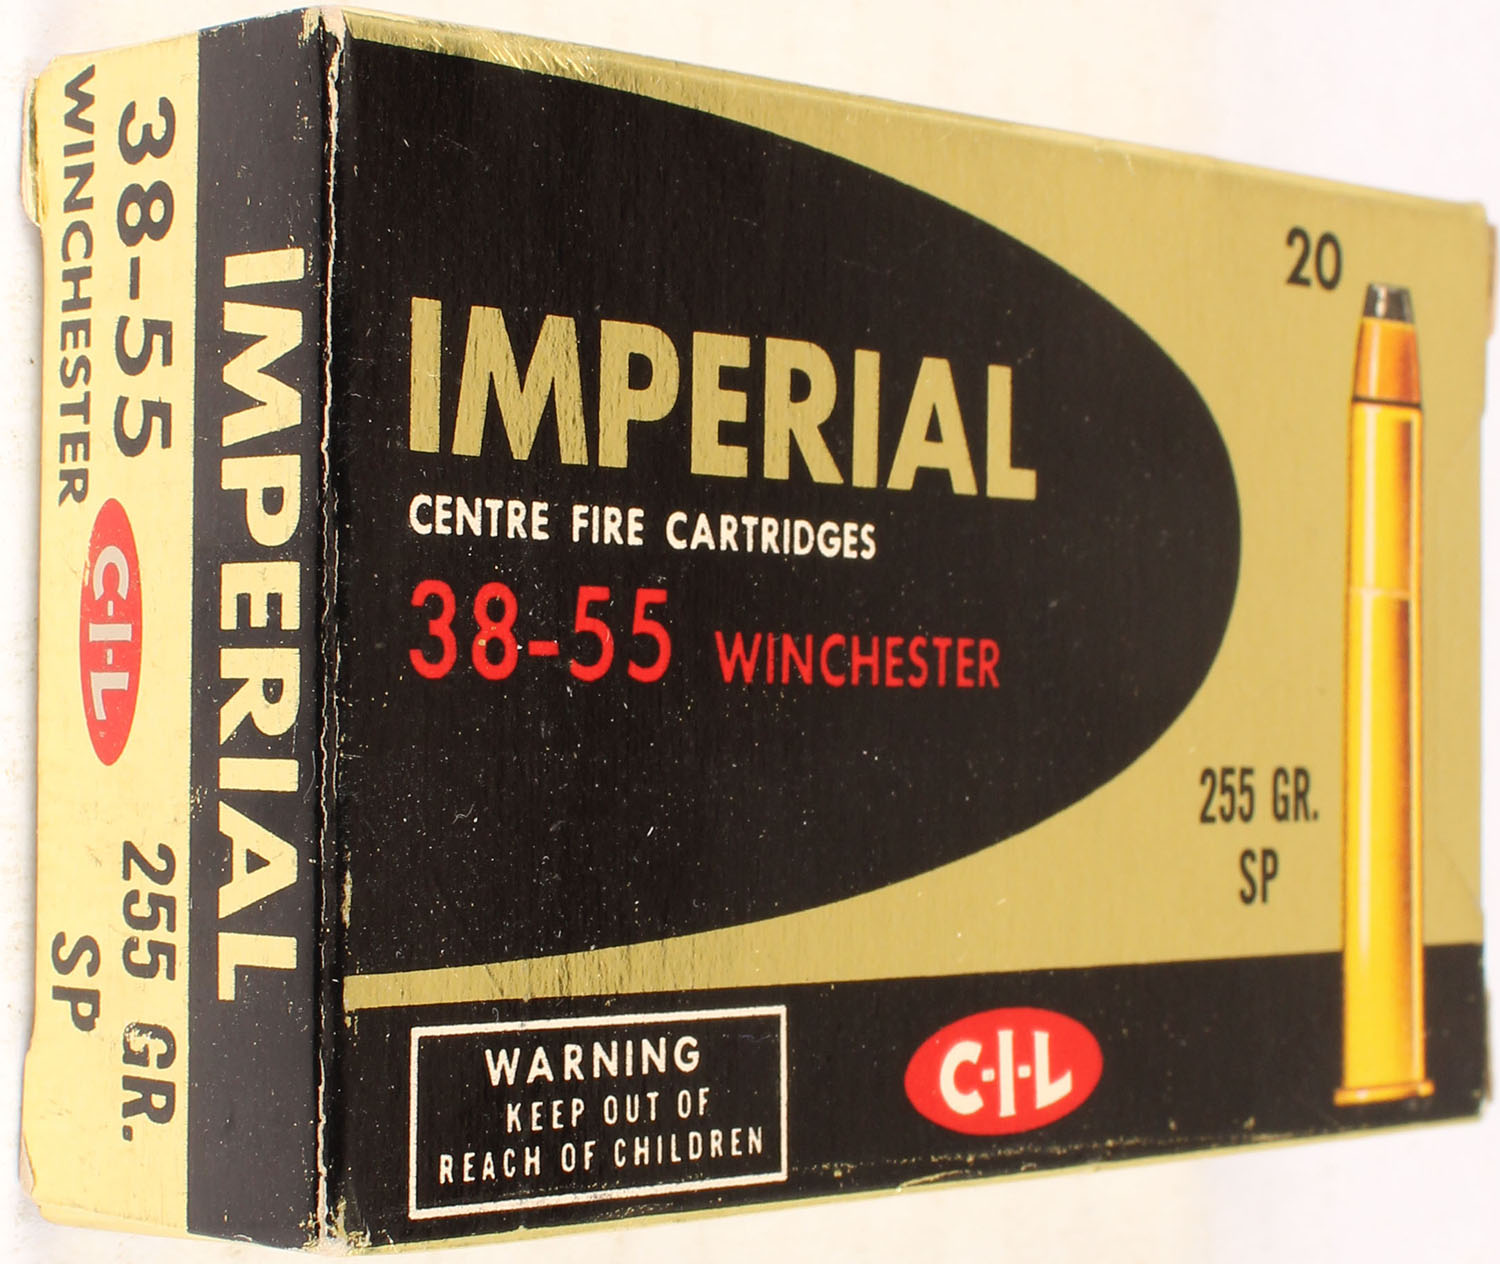 38-55
WINCHESTER
C-I-L
255 GR.
SP
IMPERIAL
20
IMPERIAL
CENTRE FIRE CARTRIDGES
38-55 WINCHESTER
255 GR.
SP
WARNING
KEEP OUT OF
REACH OF CHILDREN
C-I-L